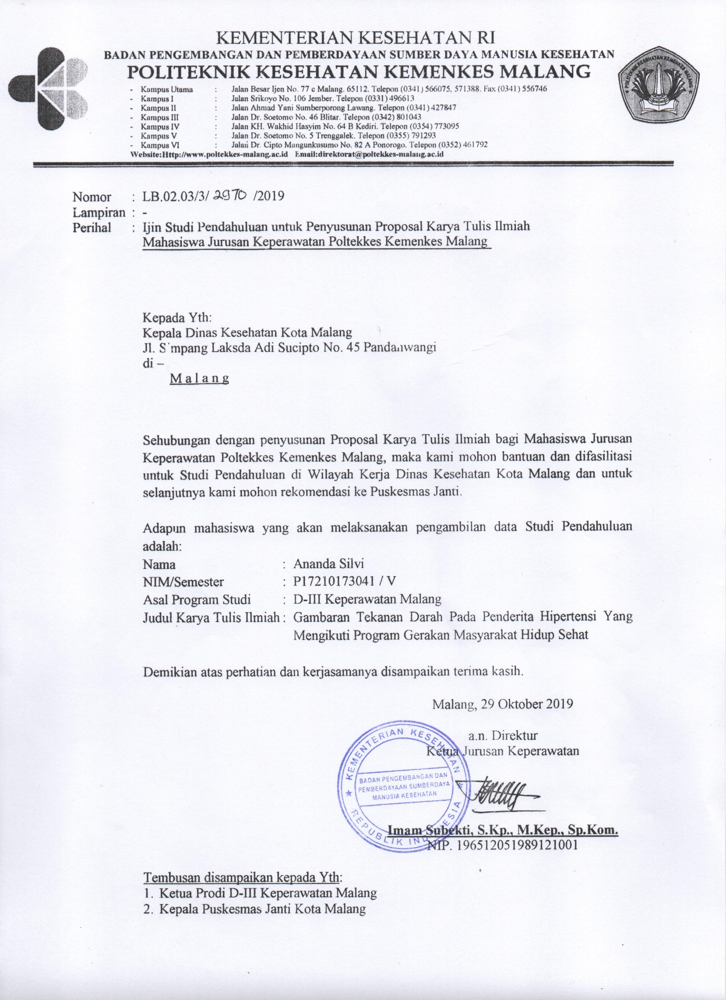 KEMENTERIAN KESEHATAN RI
BADAN PENGEMBANGAN DAN PEMBERDAYAAN SUMBER DAYA MANUSIA KESEHATAN
POLITEKNIK KESEHATAN KEMENKES MALANG
- Kampus Utama : Jalan Besar Ijen No. 77 c Malang. 65112. Telepon (0341) 566075, 571388. Fax (0341) 556746
- Kampus I : Jalan Srikoyo No. 106 Jember. Telepon (0331) 496613
- Kampus II : Jalan Ahmad Yani Sumberporong Lawang. Telepon (0341) 427847
- Kampus III : Jalan Dr. Soetomo No. 46 Blitar. Telepon (0342) 801043
- Kampus IV : Jalan KH. Wakhid Hasyim No. 64 B Kediri. Telepon (0354) 773095
- Kampus V : Jalan Dr. Soetomo No. 5 Trenggalek. Telepon (0355) 791293
- Kampus VI : Jalan Dr. Cipto Mangunkusumo No. 82 A Ponorogo. Telepon (0352) 461792
Website:Http://www.poltekkes-malang.ac.id Email:direktorat@poltekkes-malang.ac.id
POLITEKNIK KESEHATAN KEMENKES MALANG
Nomor : LB.02.03/3/ 2970 /2019
Lampiran : -
Perihal : Ijin Studi Pendahuluan untuk Penyusunan Proposal Karya Tulis Ilmiah
Mahasiswa Jurusan Keperawatan Poltekkes Kemenkes Malang
Kepada Yth:
Kepala Dinas Kesehatan Kota Malang
Jl. Simpang Laksda Adi Sucipto No. 45 Pandanwangi
di –
M a l a n g
Sehubungan dengan penyusunan Proposal Karya Tulis Ilmiah bagi Mahasiswa Jurusan
Keperawatan Poltekkes Kemenkes Malang, maka kami mohon bantuan dan difasilitasi
untuk Studi Pendahuluan di Wilayah Kerja Dinas Kesehatan Kota Malang dan untuk
selanjutnya kami mohon rekomendasi ke Puskesmas Janti.
Adapun mahasiswa yang akan melaksanakan pengambilan data Studi Pendahuluan
adalah:
Nama : Ananda Silvi
NIM/Semester : P17210173041 / V
Asal Program Studi : D-III Keperawatan Malang
Judul Karya Tulis Ilmiah : Gambaran Tekanan Darah Pada Penderita Hipertensi Yang
Mengikuti Program Gerakan Masyarakat Hidup Sehat
Demikian atas perhatian dan kerjasamanya disampaikan terima kasih.
Malang, 29 Oktober 2019
a.n. Direktur
Ketua Jurusan Keperawatan
KEMENTERIAN KESEHATAN
BADAN PENGEMBANGAN DAN
PEMBERDAYAAN SUMBERDAYA
MANUSIA KESEHATAN
REPUBLIK INDONESIA
Imam Subekti, S.Kp., M.Kep., Sp.Kom.
NIP. 196512051989121001
Tembusan disampaikan kepada Yth:
1. Ketua Prodi D-III Keperawatan Malang
2. Kepala Puskesmas Janti Kota Malang